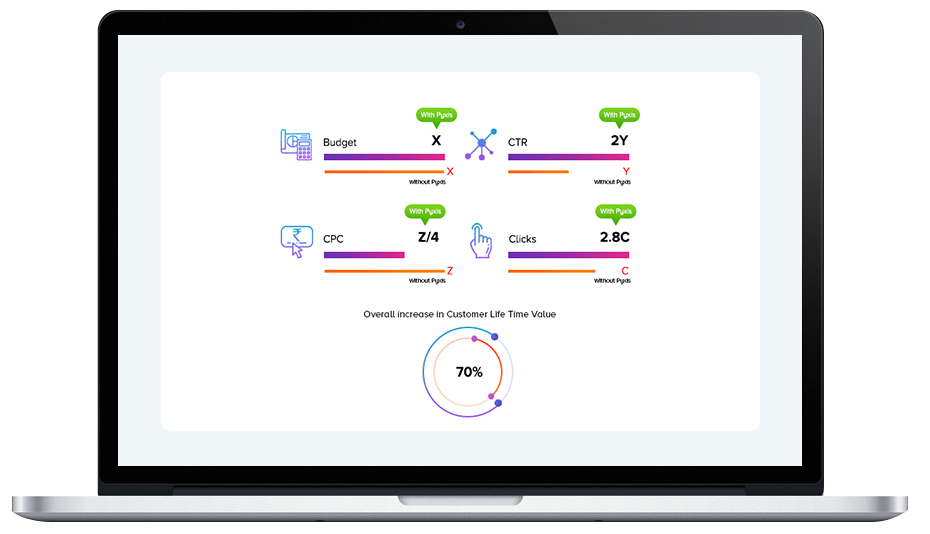 With Pyxis
Budget X
X
Without Pyxis
With Pyxis
CTR 2Y
Y
Without Pyxis
With Pyxis
₹
CPC Z/4
Z
Without Pyxis
With Pyxis
Clicks 2.8C
C
Without Pyxis
Overall increase in Customer Life Time Value
70%